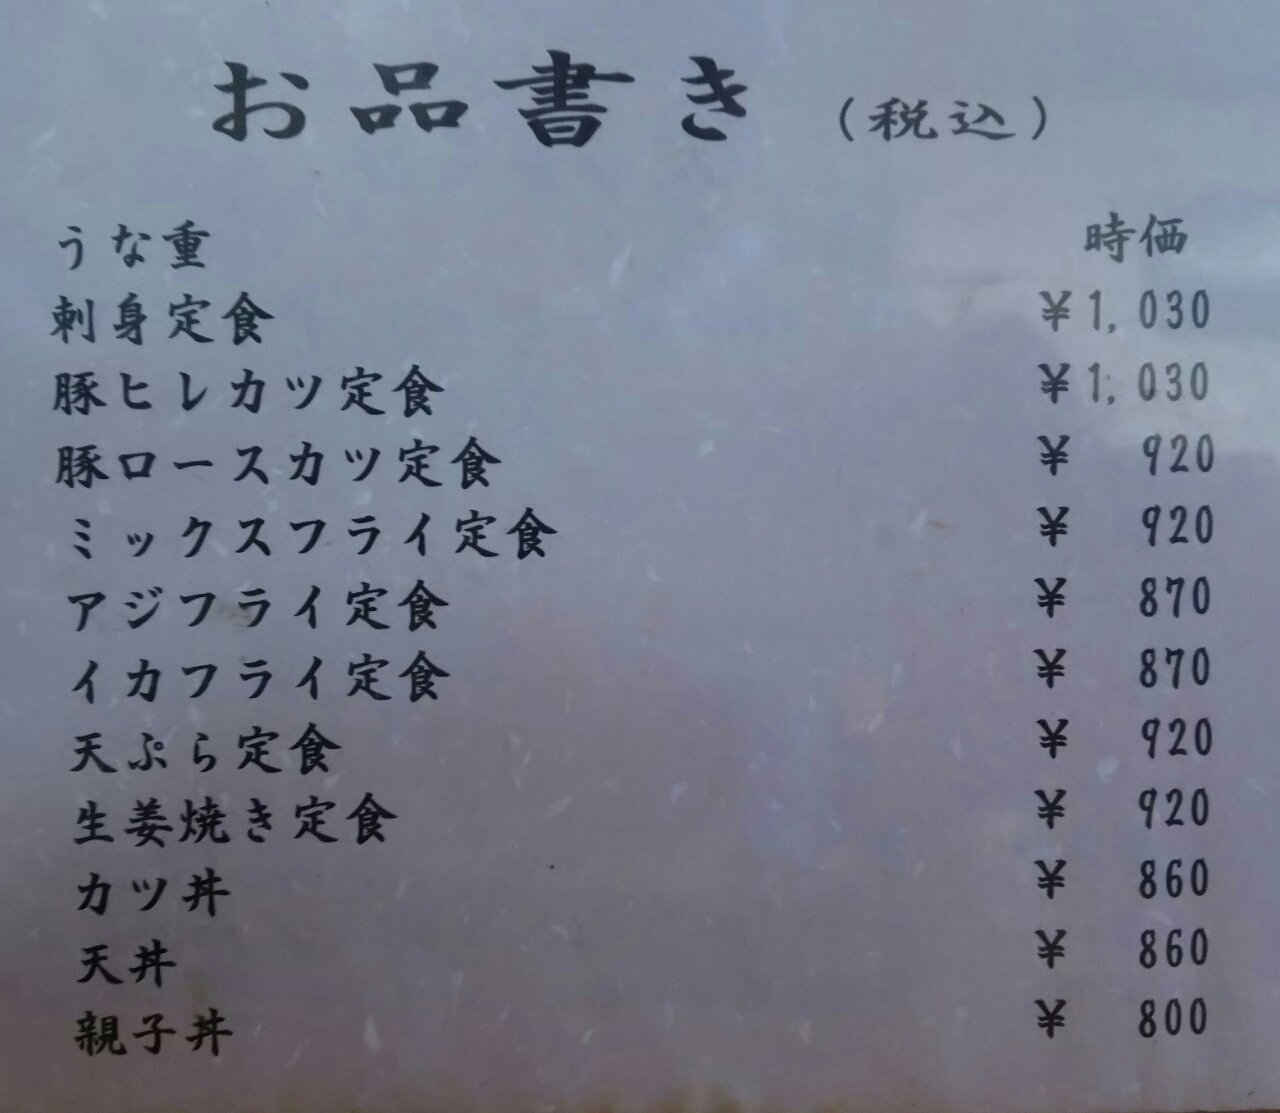 お品書き (税込)
うな重 時価
刺身定食 ¥1,030
豚ヒレカツ定食 ¥1,030
豚ロースカツ定食 ¥920
ミックスフライ定食 ¥920
アジフライ定食 ¥870
イカフライ定食 ¥870
天ぷら定食 ¥920
生姜焼き定食 ¥920
カツ丼 ¥860
天丼 ¥860
親子丼 ¥800